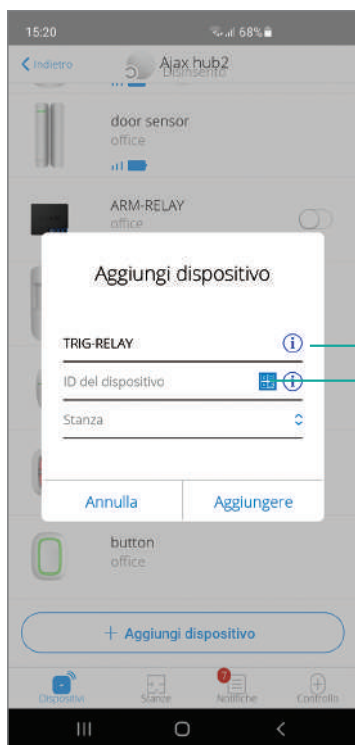 15:20 68%
Indietro Ajax hub2
Disinserito
door sensor
office
ARM-RELAY
office
Aggiungi dispositivo
TRIG-RELAY
ID del dispositivo
Stanza
Annulla Aggiungere
button
office
+ Aggiungi dispositivo
7
Dispositivi Stanze Notifiche Controllo